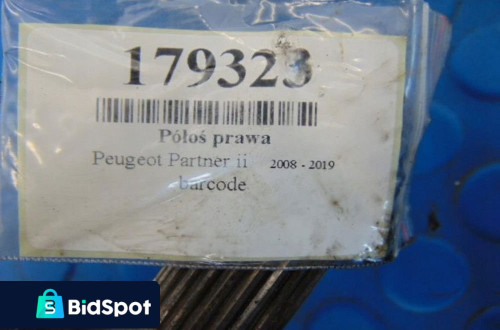 179323
Półoś prawa
Peugeot Partner ii 2008 - 2019
barcode
BidSpot